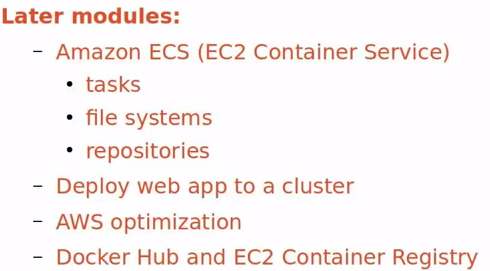 Later modules:
– Amazon ECS (EC2 Container Service)
• tasks
• file systems
• repositories
– Deploy web app to a cluster
– AWS optimization
– Docker Hub and EC2 Container Registry